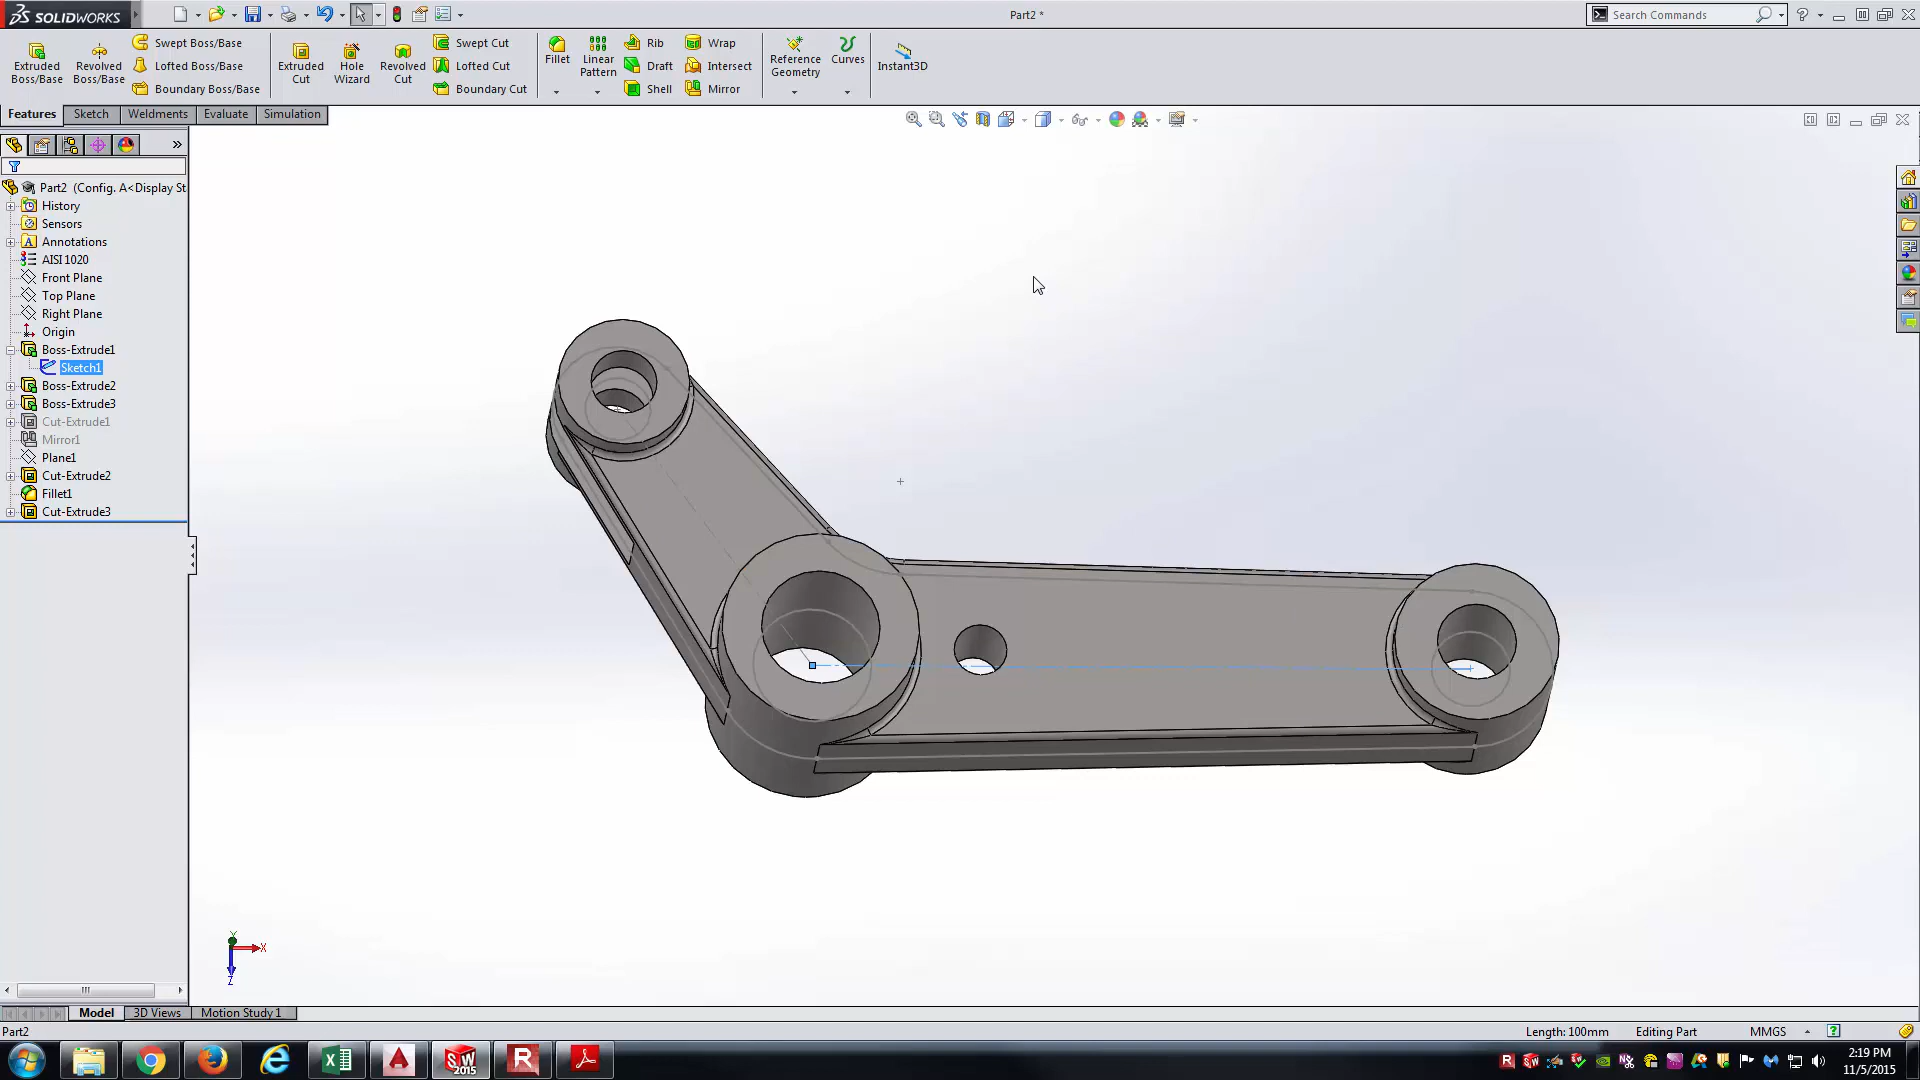 SOLIDWORKS
Part2 *
Search Commands
Extruded Boss/Base
Revolved Boss/Base
Swept Boss/Base
Lofted Boss/Base
Boundary Boss/Base
Extruded Cut
Hole Wizard
Revolved Cut
Swept Cut
Lofted Cut
Boundary Cut
Fillet
Linear Pattern
Rib
Draft
Shell
Wrap
Intersect
Mirror
Reference Geometry
Curves
Instant3D
Features
Sketch
Weldments
Evaluate
Simulation
Part2 (Config. A<Display St
History
Sensors
Annotations
AISI 1020
Front Plane
Top Plane
Right Plane
Origin
Boss-Extrude1
Sketch1
Boss-Extrude2
Boss-Extrude3
Cut-Extrude1
Mirror1
Plane1
Cut-Extrude2
Fillet1
Cut-Extrude3
Y
X
Z
Model
3D Views
Motion Study 1
Part2
Length: 100mm
Editing Part
MMGS
SW 2015
2:19 PM
11/5/2015